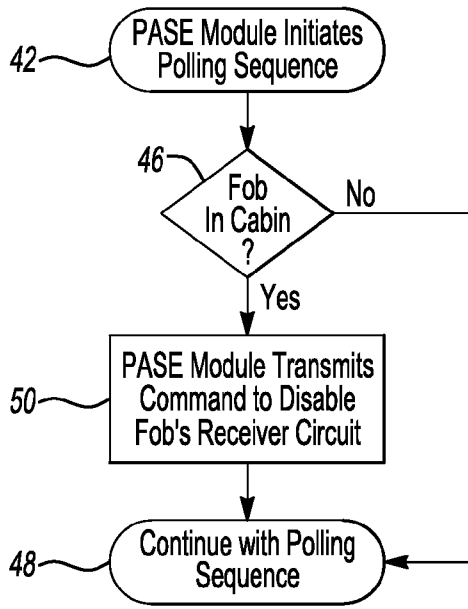 42
PASE Module Initiates
Polling Sequence
46
Fob
In Cabin
?
No
Yes
50
PASE Module Transmits
Command to Disable
Fob's Receiver Circuit
48
Continue with Polling
Sequence